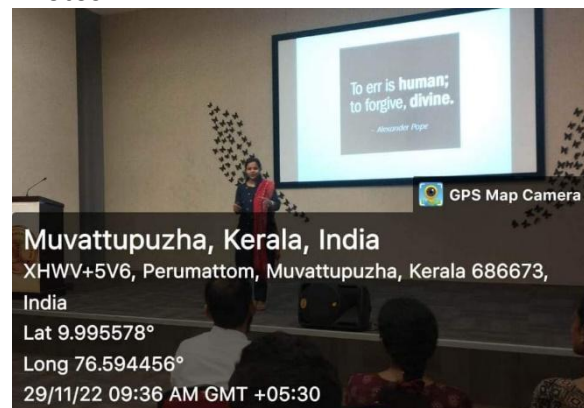 To err is human;
to forgive, divine.
- Alexander Pope
GPS Map Camera
Muvattupuzha, Kerala, India
XHWV+5V6, Perumattom, Muvattupuzha, Kerala 686673,
India
Lat 9.995578°
Long 76.594456°
29/11/22 09:36 AM GMT +05:30